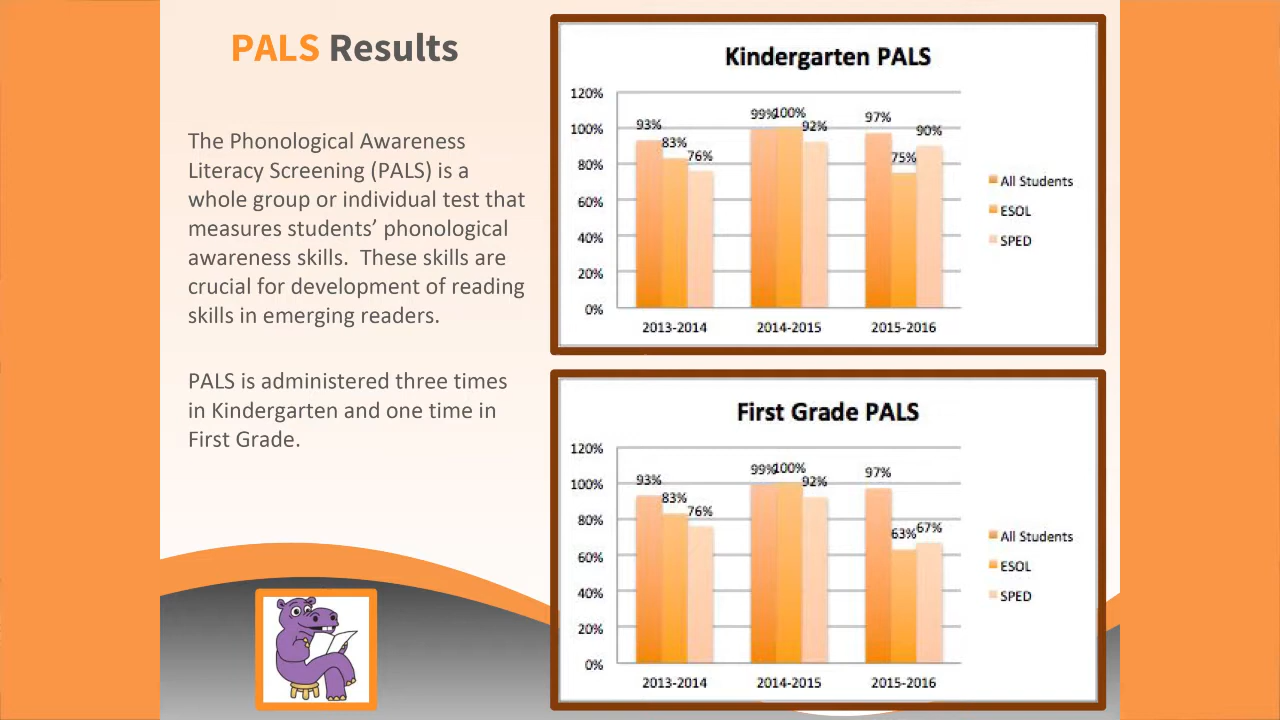 PALS Results
The Phonological Awareness
Literacy Screening (PALS) is a
whole group or individual test that
measures students’ phonological
awareness skills.  These skills are
crucial for development of reading
skills in emerging readers.
PALS is administered three times
in Kindergarten and one time in
First Grade.
Kindergarten PALS
120%
100%
80%
60%
40%
20%
0%
93%
83%
76%
99%
100%
92%
97%
75%
90%
2013-2014
2014-2015
2015-2016
All Students
ESOL
SPED
First Grade PALS
120%
100%
80%
60%
40%
20%
0%
93%
83%
76%
99%
100%
92%
97%
63%
67%
2013-2014
2014-2015
2015-2016
All Students
ESOL
SPED